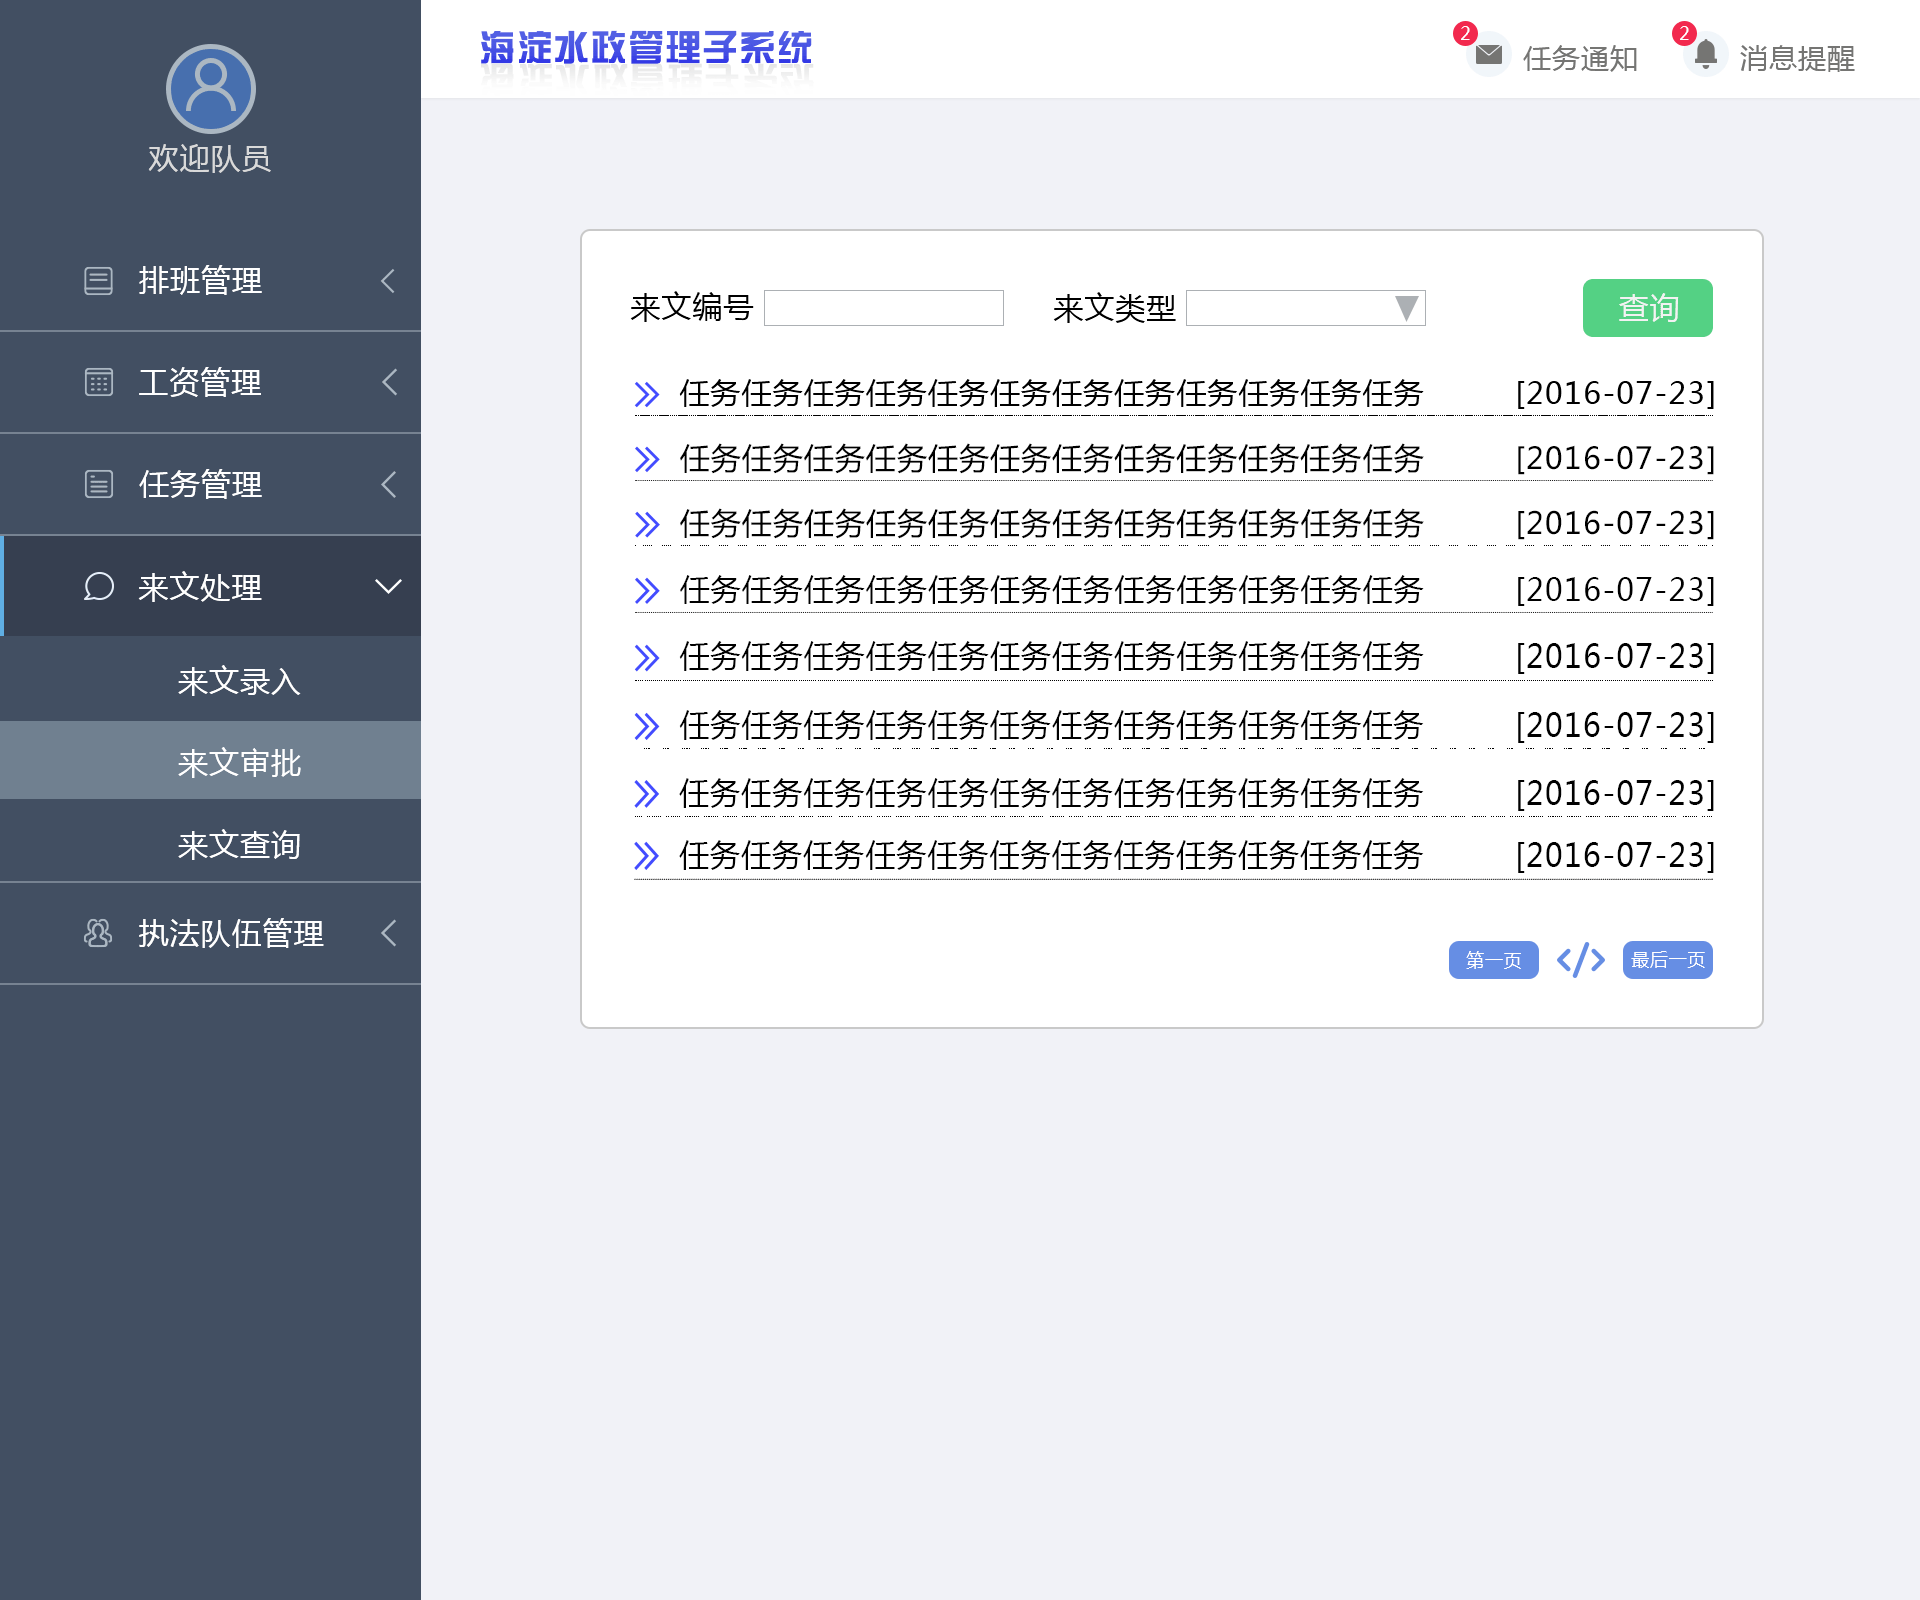 海淀水政管理子系统
2 任务通知
2 消息提醒
欢迎队员
排班管理
工资管理
任务管理
来文处理
来文录入
来文审批
来文查询
执法队伍管理
来文编号 来文类型 查询
任务任务任务任务任务任务任务任务任务任务任务任务 [2016-07-23]
任务任务任务任务任务任务任务任务任务任务任务任务 [2016-07-23]
任务任务任务任务任务任务任务任务任务任务任务任务 [2016-07-23]
任务任务任务任务任务任务任务任务任务任务任务任务 [2016-07-23]
任务任务任务任务任务任务任务任务任务任务任务任务 [2016-07-23]
任务任务任务任务任务任务任务任务任务任务任务任务 [2016-07-23]
任务任务任务任务任务任务任务任务任务任务任务任务 [2016-07-23]
任务任务任务任务任务任务任务任务任务任务任务任务 [2016-07-23]
第一页 </> 最后一页